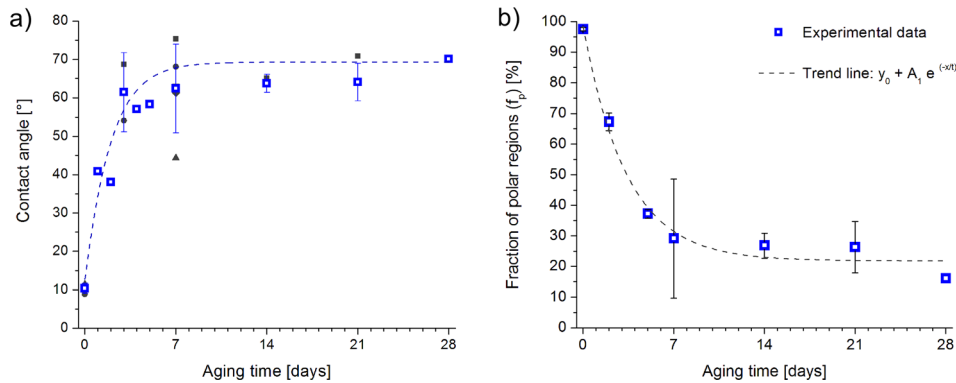 a)
Contact angle [°]
80
70
60
50
40
30
20
10
0
0 7 14 21 28
Aging time [days]
b)
Fraction of polar regions (fp) [%]
100
90
80
70
60
50
40
30
20
10
0
0 7 14 21 28
Aging time [days]
Experimental data
Trend line: y0 + A1 e (-x/t)